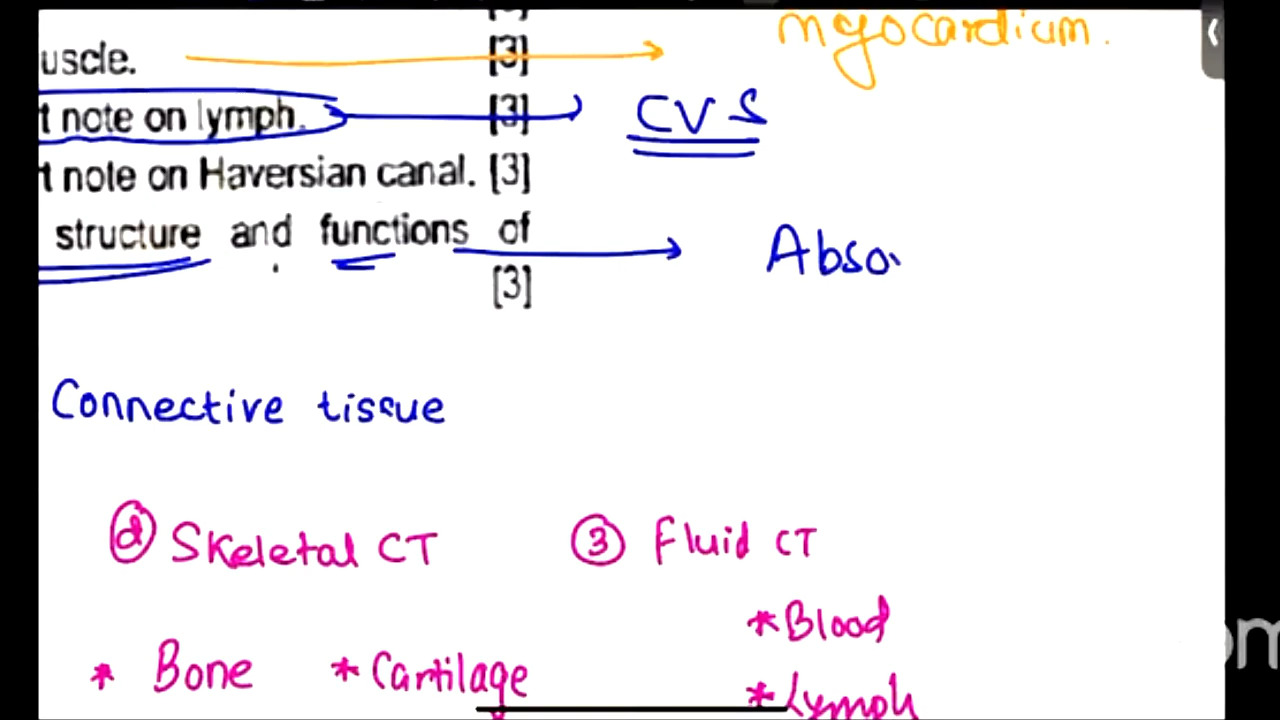 myocardium.
uscle. [3]
t note on lymph. [3] CVS
t note on Haversian canal. [3]
structure and functions of Abso
[3]
Connective tissue
② Skeletal CT ③ Fluid CT
* Blood
* Bone * Cartilage
* Lymph
om